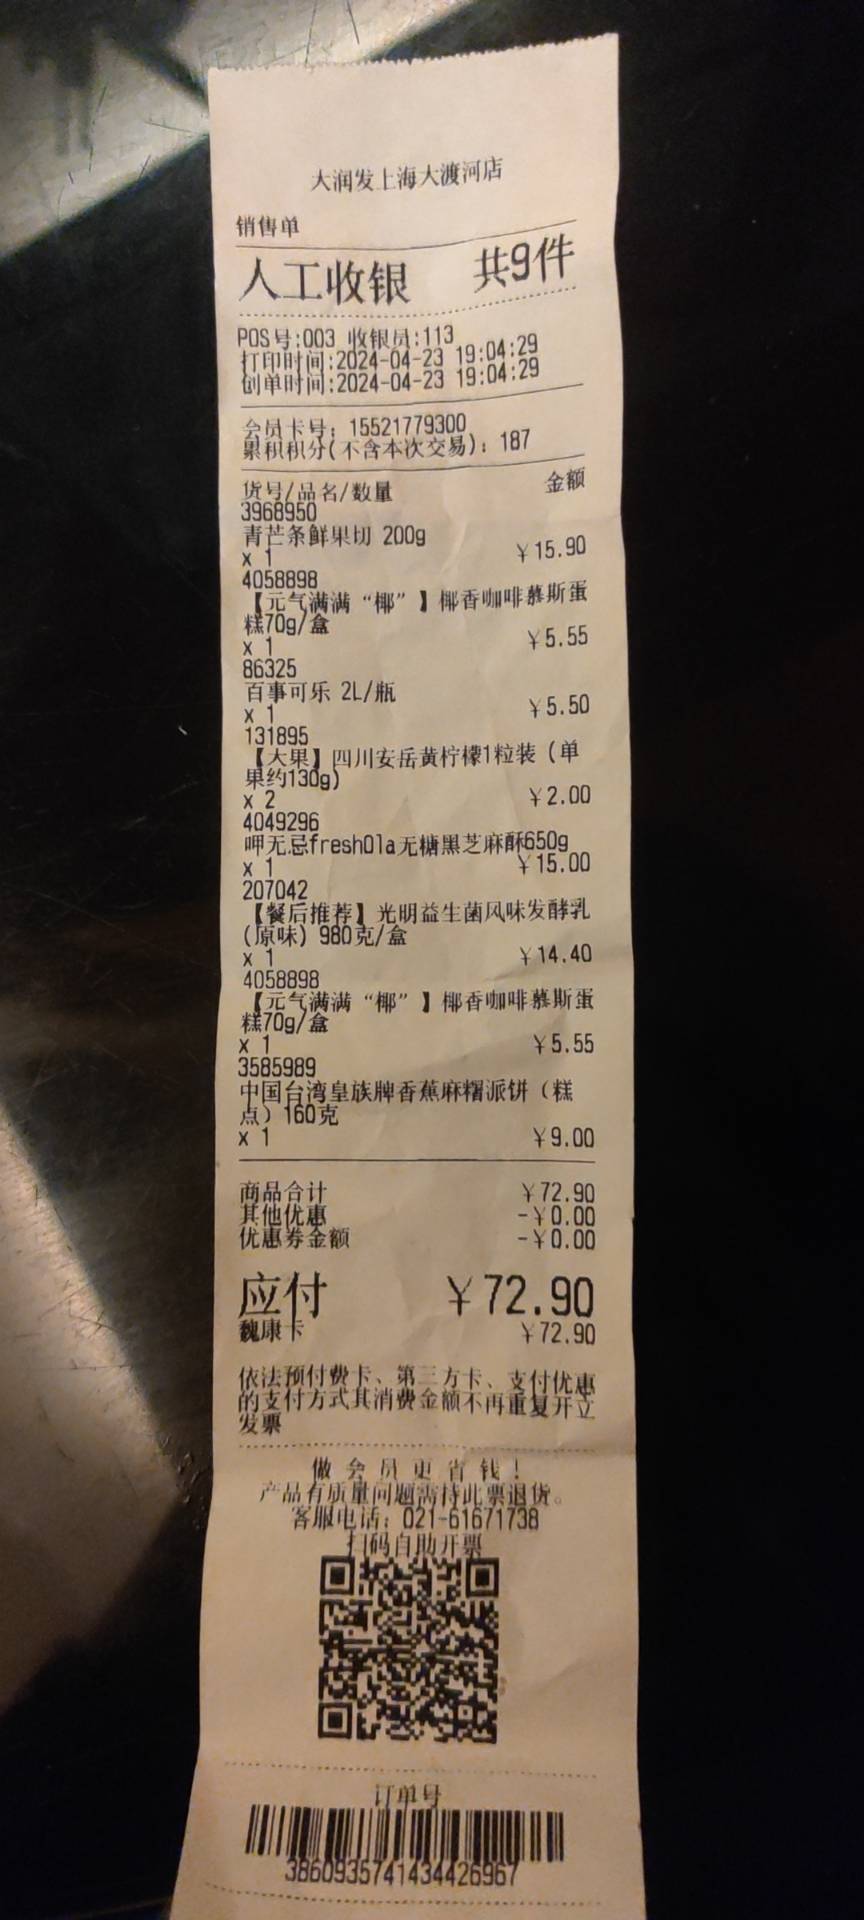 大润发上海大渡河店
销售单
人工收银 共9件
POS号:003 收银员:113
打印时间:2024-04-23 19:04:29
创单时间:2024-04-23 19:04:29
会员卡号: 15521779300
累积积分(不含本次交易): 187
货号/品名/数量 金额
3968950
青芒条鲜果切 200g
x 1 ¥15.90
4058898
【元气满满“椰”】椰香咖啡慕斯蛋
糕70g/盒
x 1 ¥5.55
86325
百事可乐 2L/瓶
x 1 ¥5.50
131895
【大果】四川安岳黄柠檬1粒装（单
果约130g)
x 2 ¥2.00
4049296
呷无忌freshOla无糖黑芝麻酥650g
x 1 ¥15.00
207042
【餐后推荐】光明益生菌风味发酵乳
(原味) 980克/盒
x 1 ¥14.40
4058898
【元气满满“椰”】椰香咖啡慕斯蛋
糕70g/盒
x 1 ¥5.55
3585989
中国台湾皇族牌香蕉麻糬派饼（糕
点）160克
x 1 ¥9.00
商品合计 ¥72.90
其他优惠 -¥0.00
优惠券金额 -¥0.00
应付 ¥72.90
魏康卡 ¥72.90
依法预付费卡、第三方卡、支付优惠
的支付方式其消费金额不再重复开立
发票
做会员更省钱！
产品有质量问题需持此票退货。
客服电话: 021-61671738
扫码自助开票
订单号
3860935741434426967